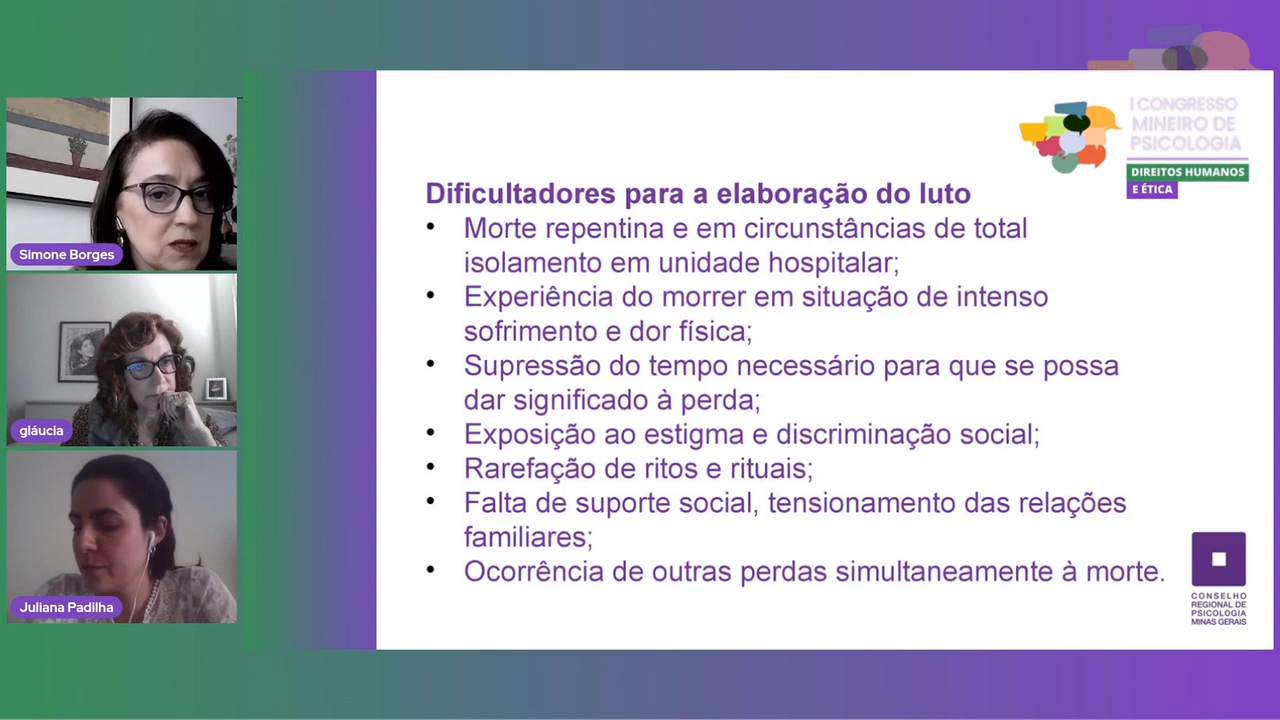 Simone Borges
gláucia
Juliana Padilha
I CONGRESSO
MINEIRO DE
PSICOLOGIA
DIREITOS HUMANOS
E ÉTICA
Dificultadores para a elaboração do luto
• Morte repentina e em circunstâncias de total
isolamento em unidade hospitalar;
• Experiência do morrer em situação de intenso
sofrimento e dor física;
• Supressão do tempo necessário para que se possa
dar significado à perda;
• Exposição ao estigma e discriminação social;
• Rarefação de ritos e rituais;
• Falta de suporte social, tensionamento das relações
familiares;
• Ocorrência de outras perdas simultaneamente à morte.
CONSELHO
REGIONAL DE
PSICOLOGIA
MINAS GERAIS